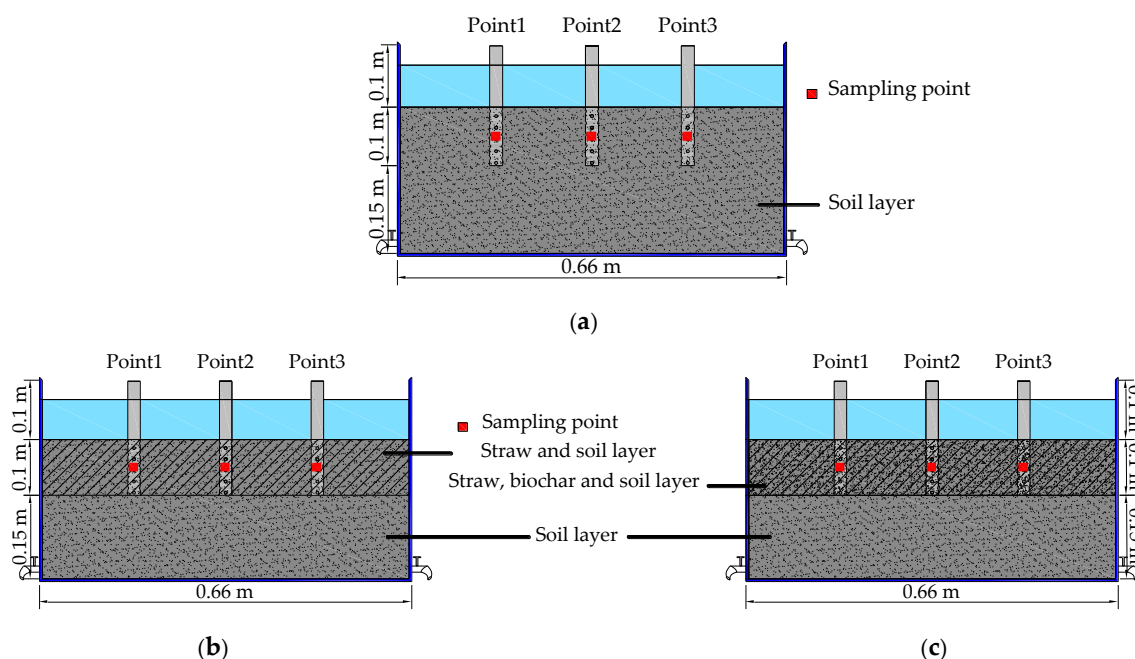 Point1 Point2 Point3
0.1 m
Sampling point
0.1 m
0.15 m
Soil layer
0.66 m
(a)
Point1 Point2 Point3
Point1 Point2 Point3
0.1 m
Sampling point
Straw and soil layer
0.1 m
Straw, biochar and soil layer
0.15 m
Soil layer
0.66 m
0.66 m
(b)
(c)